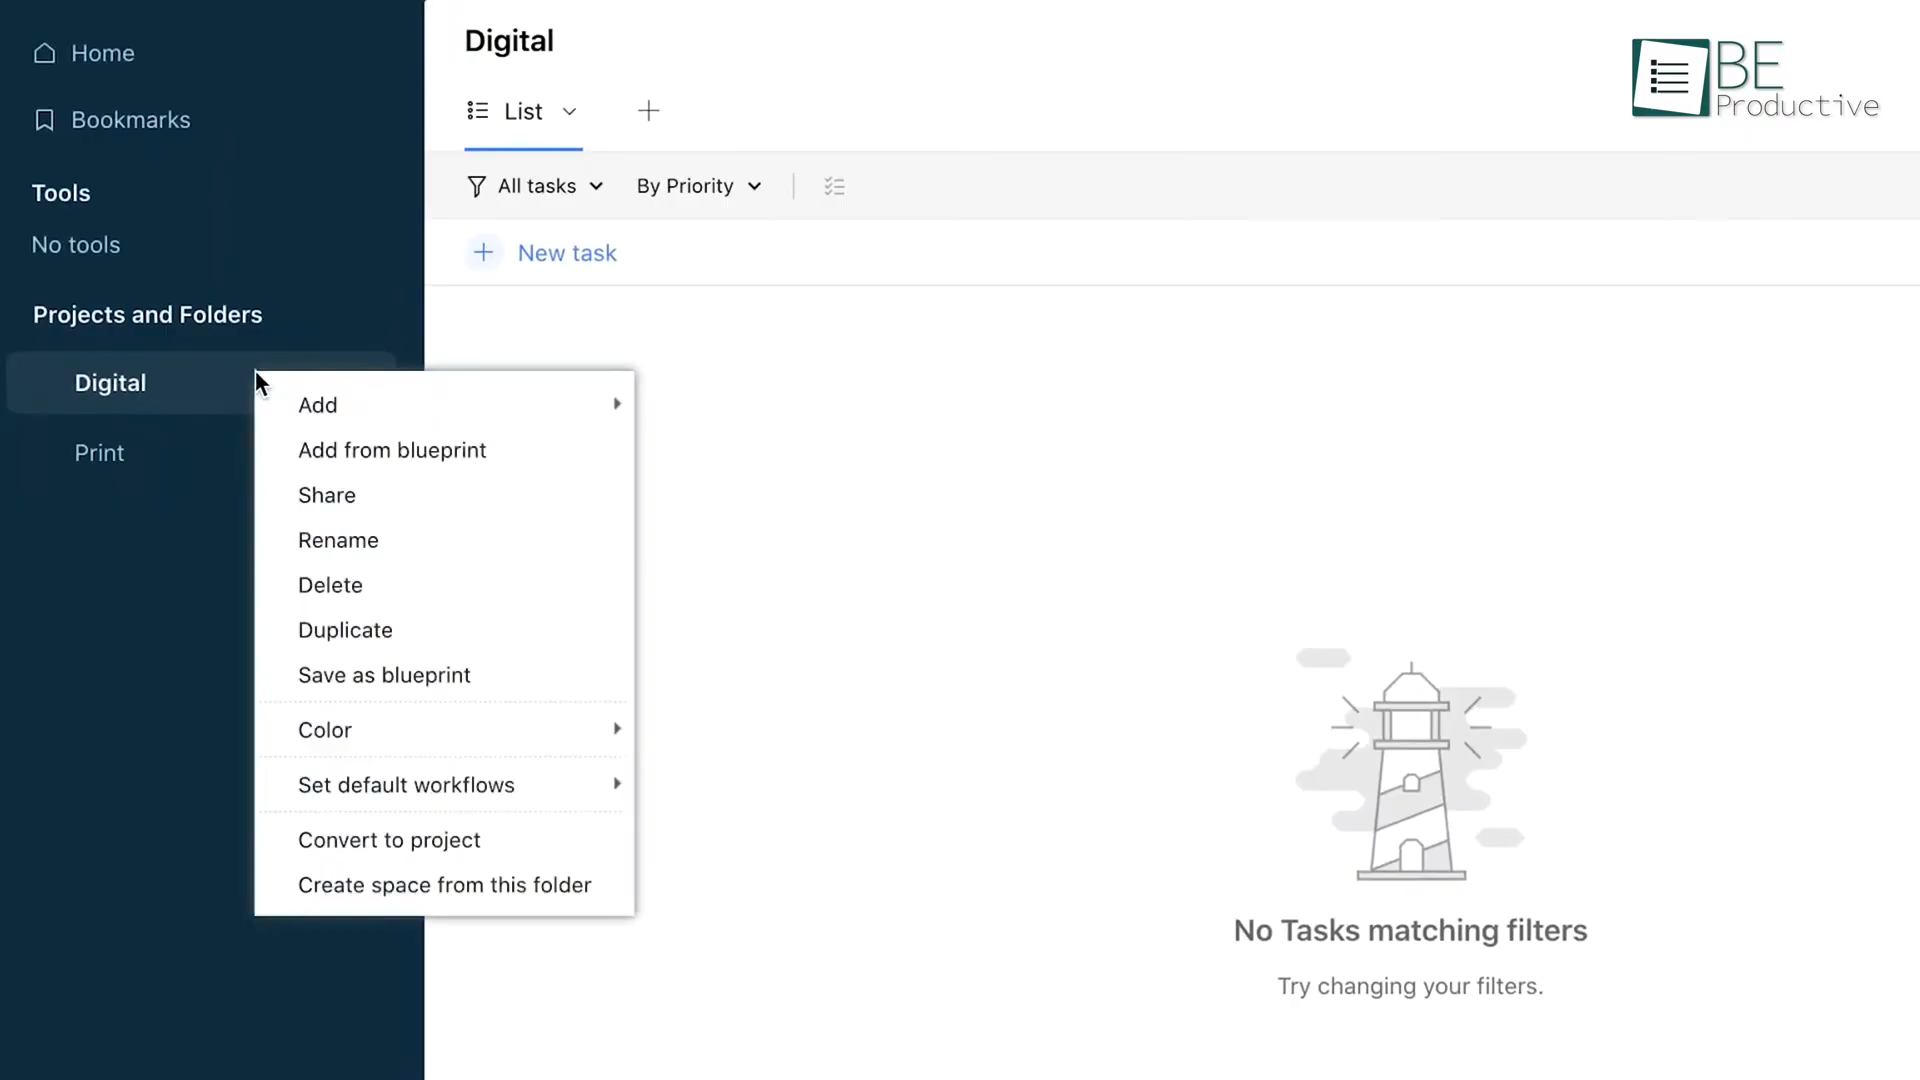 Home
Bookmarks
Tools
No tools
Projects and Folders
Digital
Print
Digital
List
All tasks
By Priority
New task
Add
Add from blueprint
Share
Rename
Delete
Duplicate
Save as blueprint
Color
Set default workflows
Convert to project
Create space from this folder
No Tasks matching filters
Try changing your filters.
BE
Productive